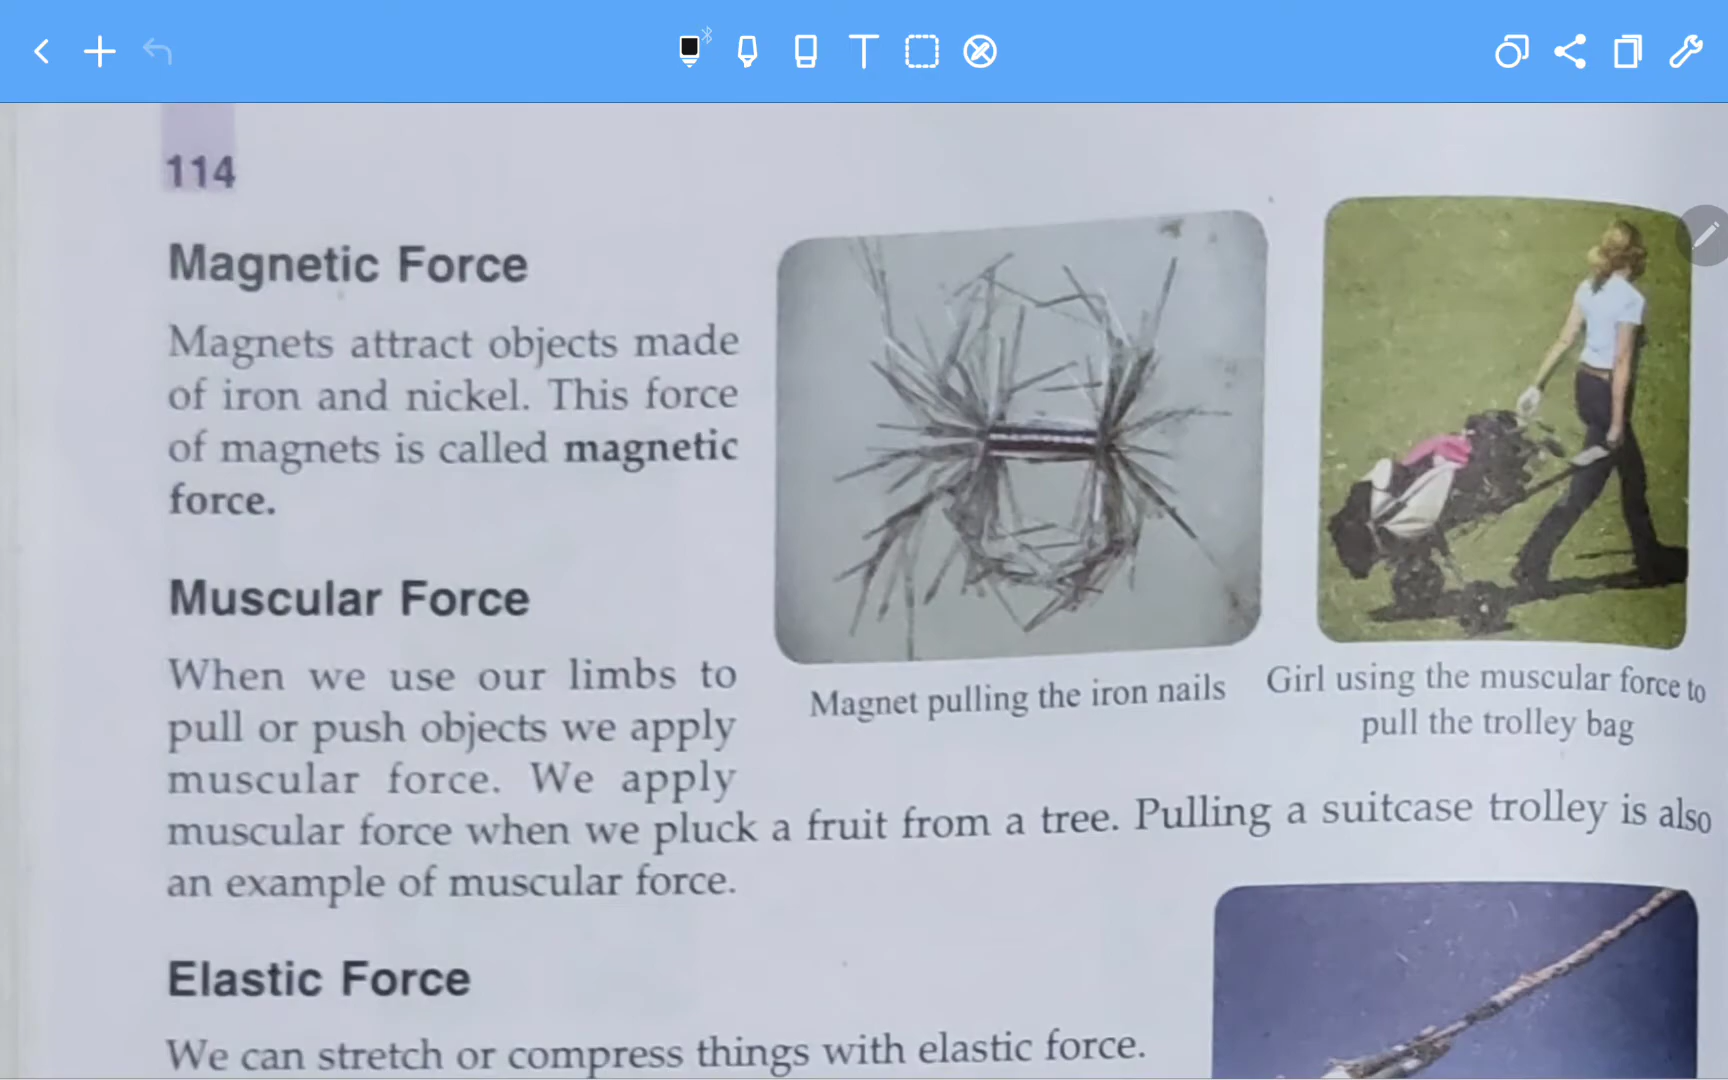 114
Magnetic Force
Magnets attract objects made
of iron and nickel. This force
of magnets is called magnetic
force.
Muscular Force
When we use our limbs to
pull or push objects we apply
muscular force. We apply
muscular force when we pluck a fruit from a tree. Pulling a suitcase trolley is also
an example of muscular force.
Magnet pulling the iron nails
Girl using the muscular force to
pull the trolley bag
Elastic Force
We can stretch or compress things with elastic force.